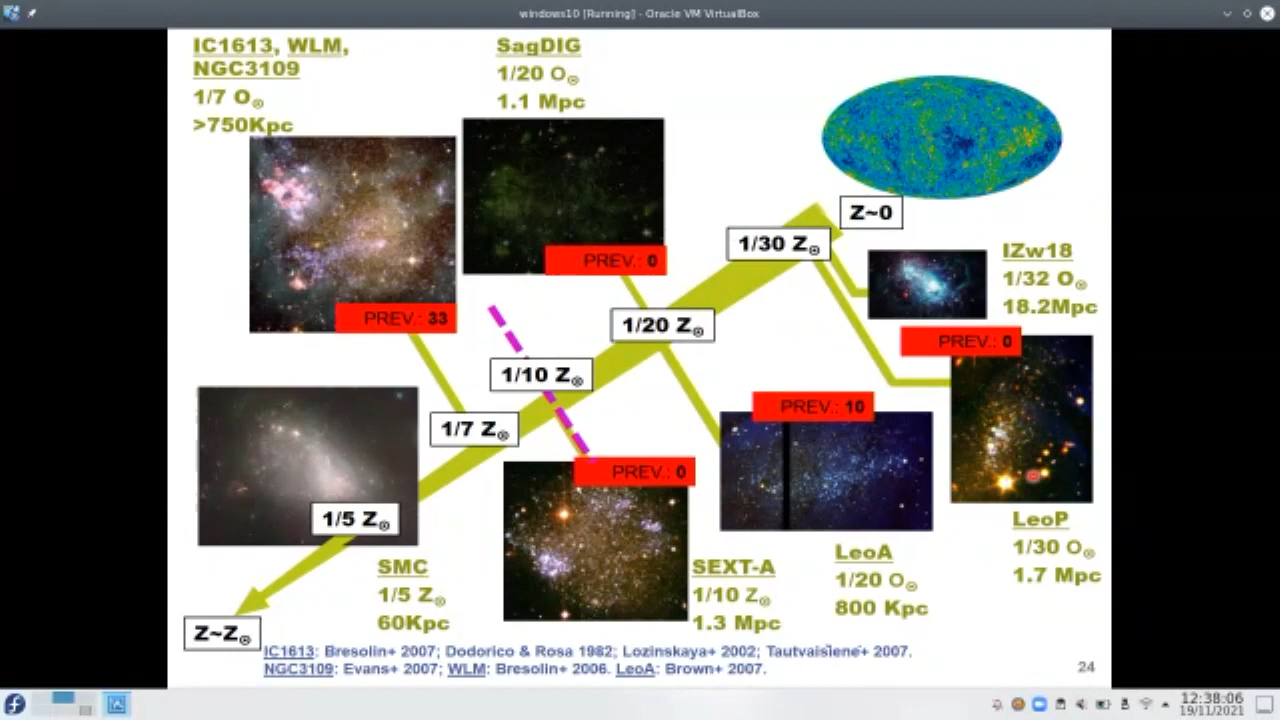 windows10 [Running] - Oracle VM VirtualBox
IC1613, WLM,
NGC3109
1/7 O⊙
>750Kpc
SagDIG
1/20 O⊙
1.1 Mpc
Z~0
1/30 Z⊙
IZw18
1/32 O⊙
18.2Mpc
PREV.: 0
PREV.: 33
1/20 Z⊙
PREV.: 0
1/10 Z⊙
PREV.: 10
1/7 Z⊙
PREV.: 0
1/5 Z⊙
LeoP
1/30 O⊙
1.7 Mpc
SMC
1/5 Z⊙
60Kpc
SEXT-A
1/10 Z⊙
1.3 Mpc
LeoA
1/20 O⊙
800 Kpc
Z~Z⊙
IC1613: Bresolin+ 2007; Dodorico & Rosa 1982; Lozinskaya+ 2002; Tautvaisiene+ 2007.
NGC3109: Evans+ 2007; WLM: Bresolin+ 2006. LeoA: Brown+ 2007.
24
12:38:06
19/11/2021